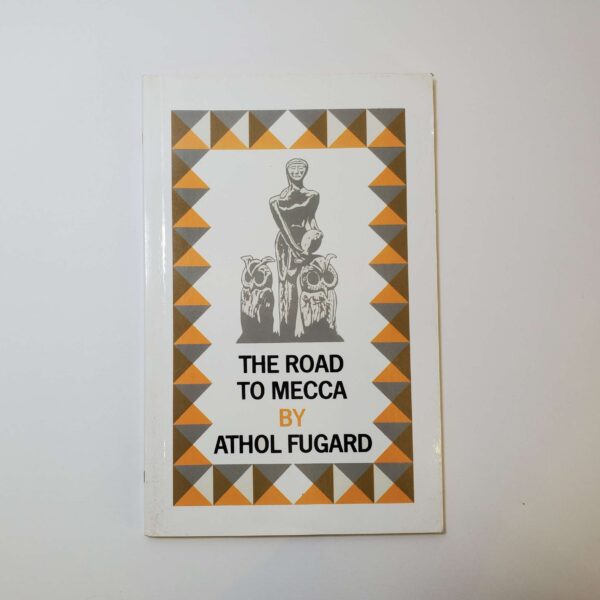 THE ROAD
TO MECCA
BY
ATHOL FUGARD